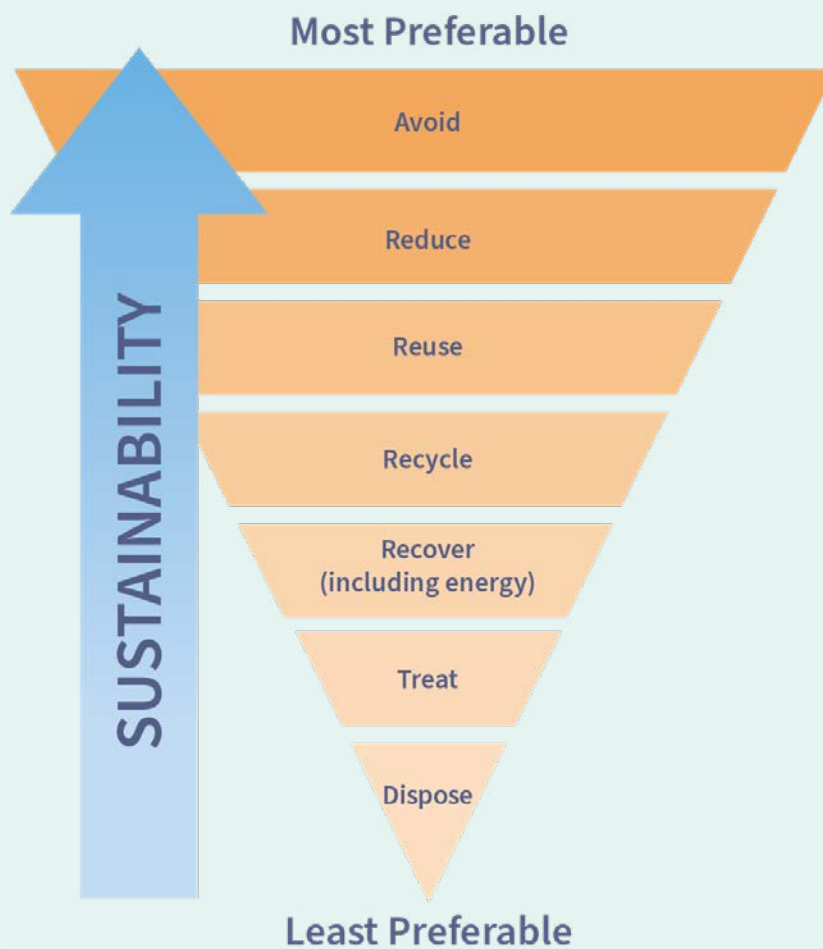 Most Preferable
Avoid
Reduce
Reuse
Recycle
Recover
(including energy)
Treat
Dispose
Least Preferable
SUSTAINABILITY